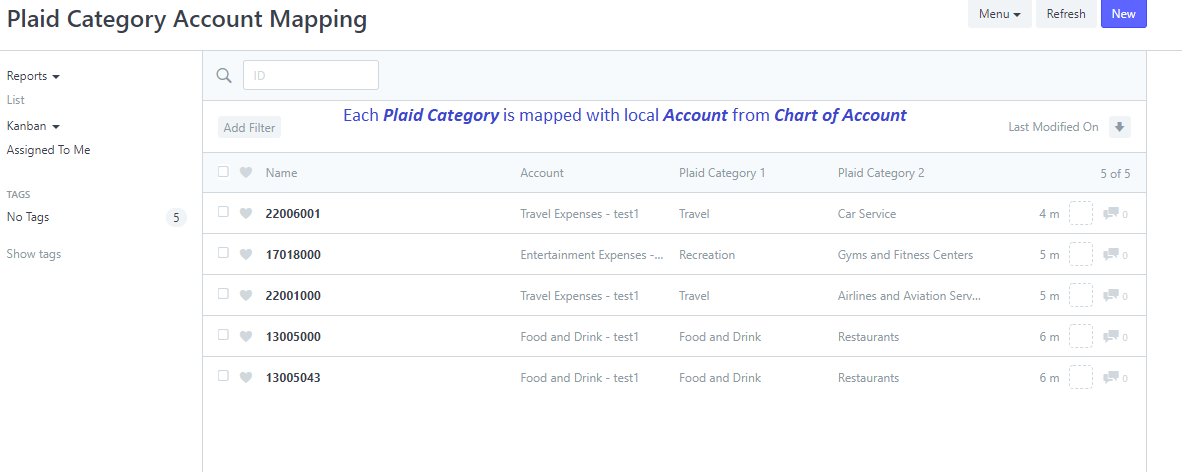 Plaid Category Account Mapping
Menu Refresh New
Reports
List
Kanban
Assigned To Me
TAGS
No Tags 5
Show tags
ID
Each Plaid Category is mapped with local Account from Chart of Account
Add Filter Last Modified On
Name Account Plaid Category 1 Plaid Category 2 5 of 5
22006001 Travel Expenses - test1 Travel Car Service 4 m 0
17018000 Entertainment Expenses -... Recreation Gyms and Fitness Centers 5 m 0
22001000 Travel Expenses - test1 Travel Airlines and Aviation Serv... 5 m 0
13005000 Food and Drink - test1 Food and Drink Restaurants 6 m 0
13005043 Food and Drink - test1 Food and Drink Restaurants 6 m 0